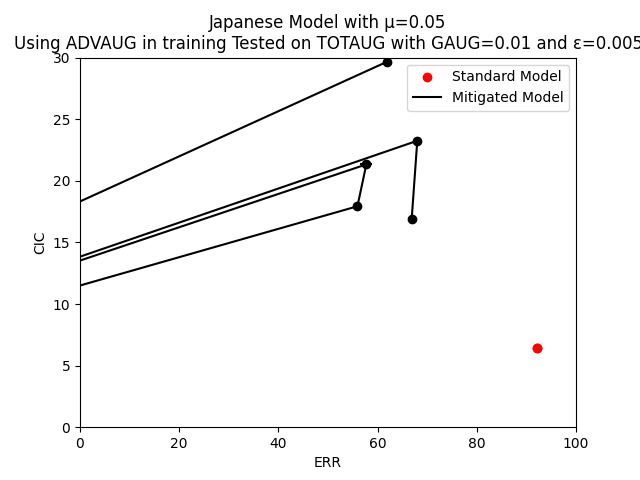 Japanese Model with μ=0.05
Using ADVAUG in training Tested on TOTAUG with GAUG=0.01 and ε=0.005
Standard Model
Mitigated Model
30
25
20
15
10
5
0
CIC
0 20 40 60 80 100
ERR